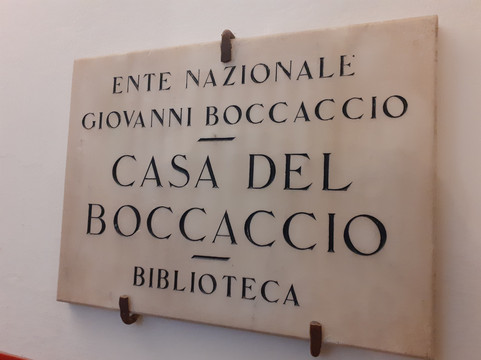 ENTE NAZIONALE
GIOVANNI BOCCACCIO
CASA DEL
BOCCACCIO
BIBLIOTECA